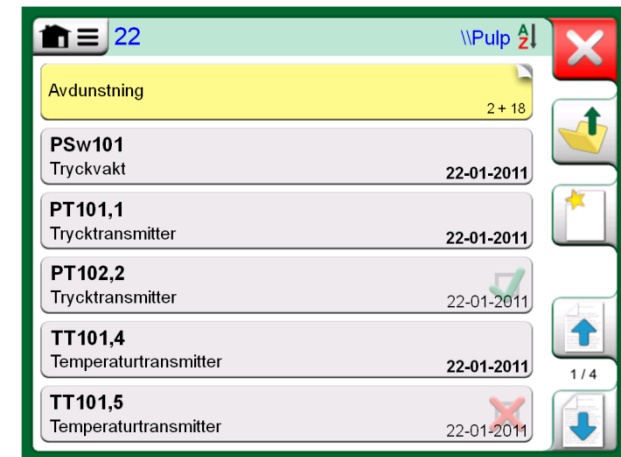 22 \\Pulp AZ
Avdunstning
2 + 18
PSw101
Tryckvakt 22-01-2011
PT101,1
Trycktransmitter 22-01-2011
PT102,2
Trycktransmitter 22-01-2011
TT101,4
Temperaturtransmitter 22-01-2011
1 / 4
TT101,5
Temperaturtransmitter 22-01-2011